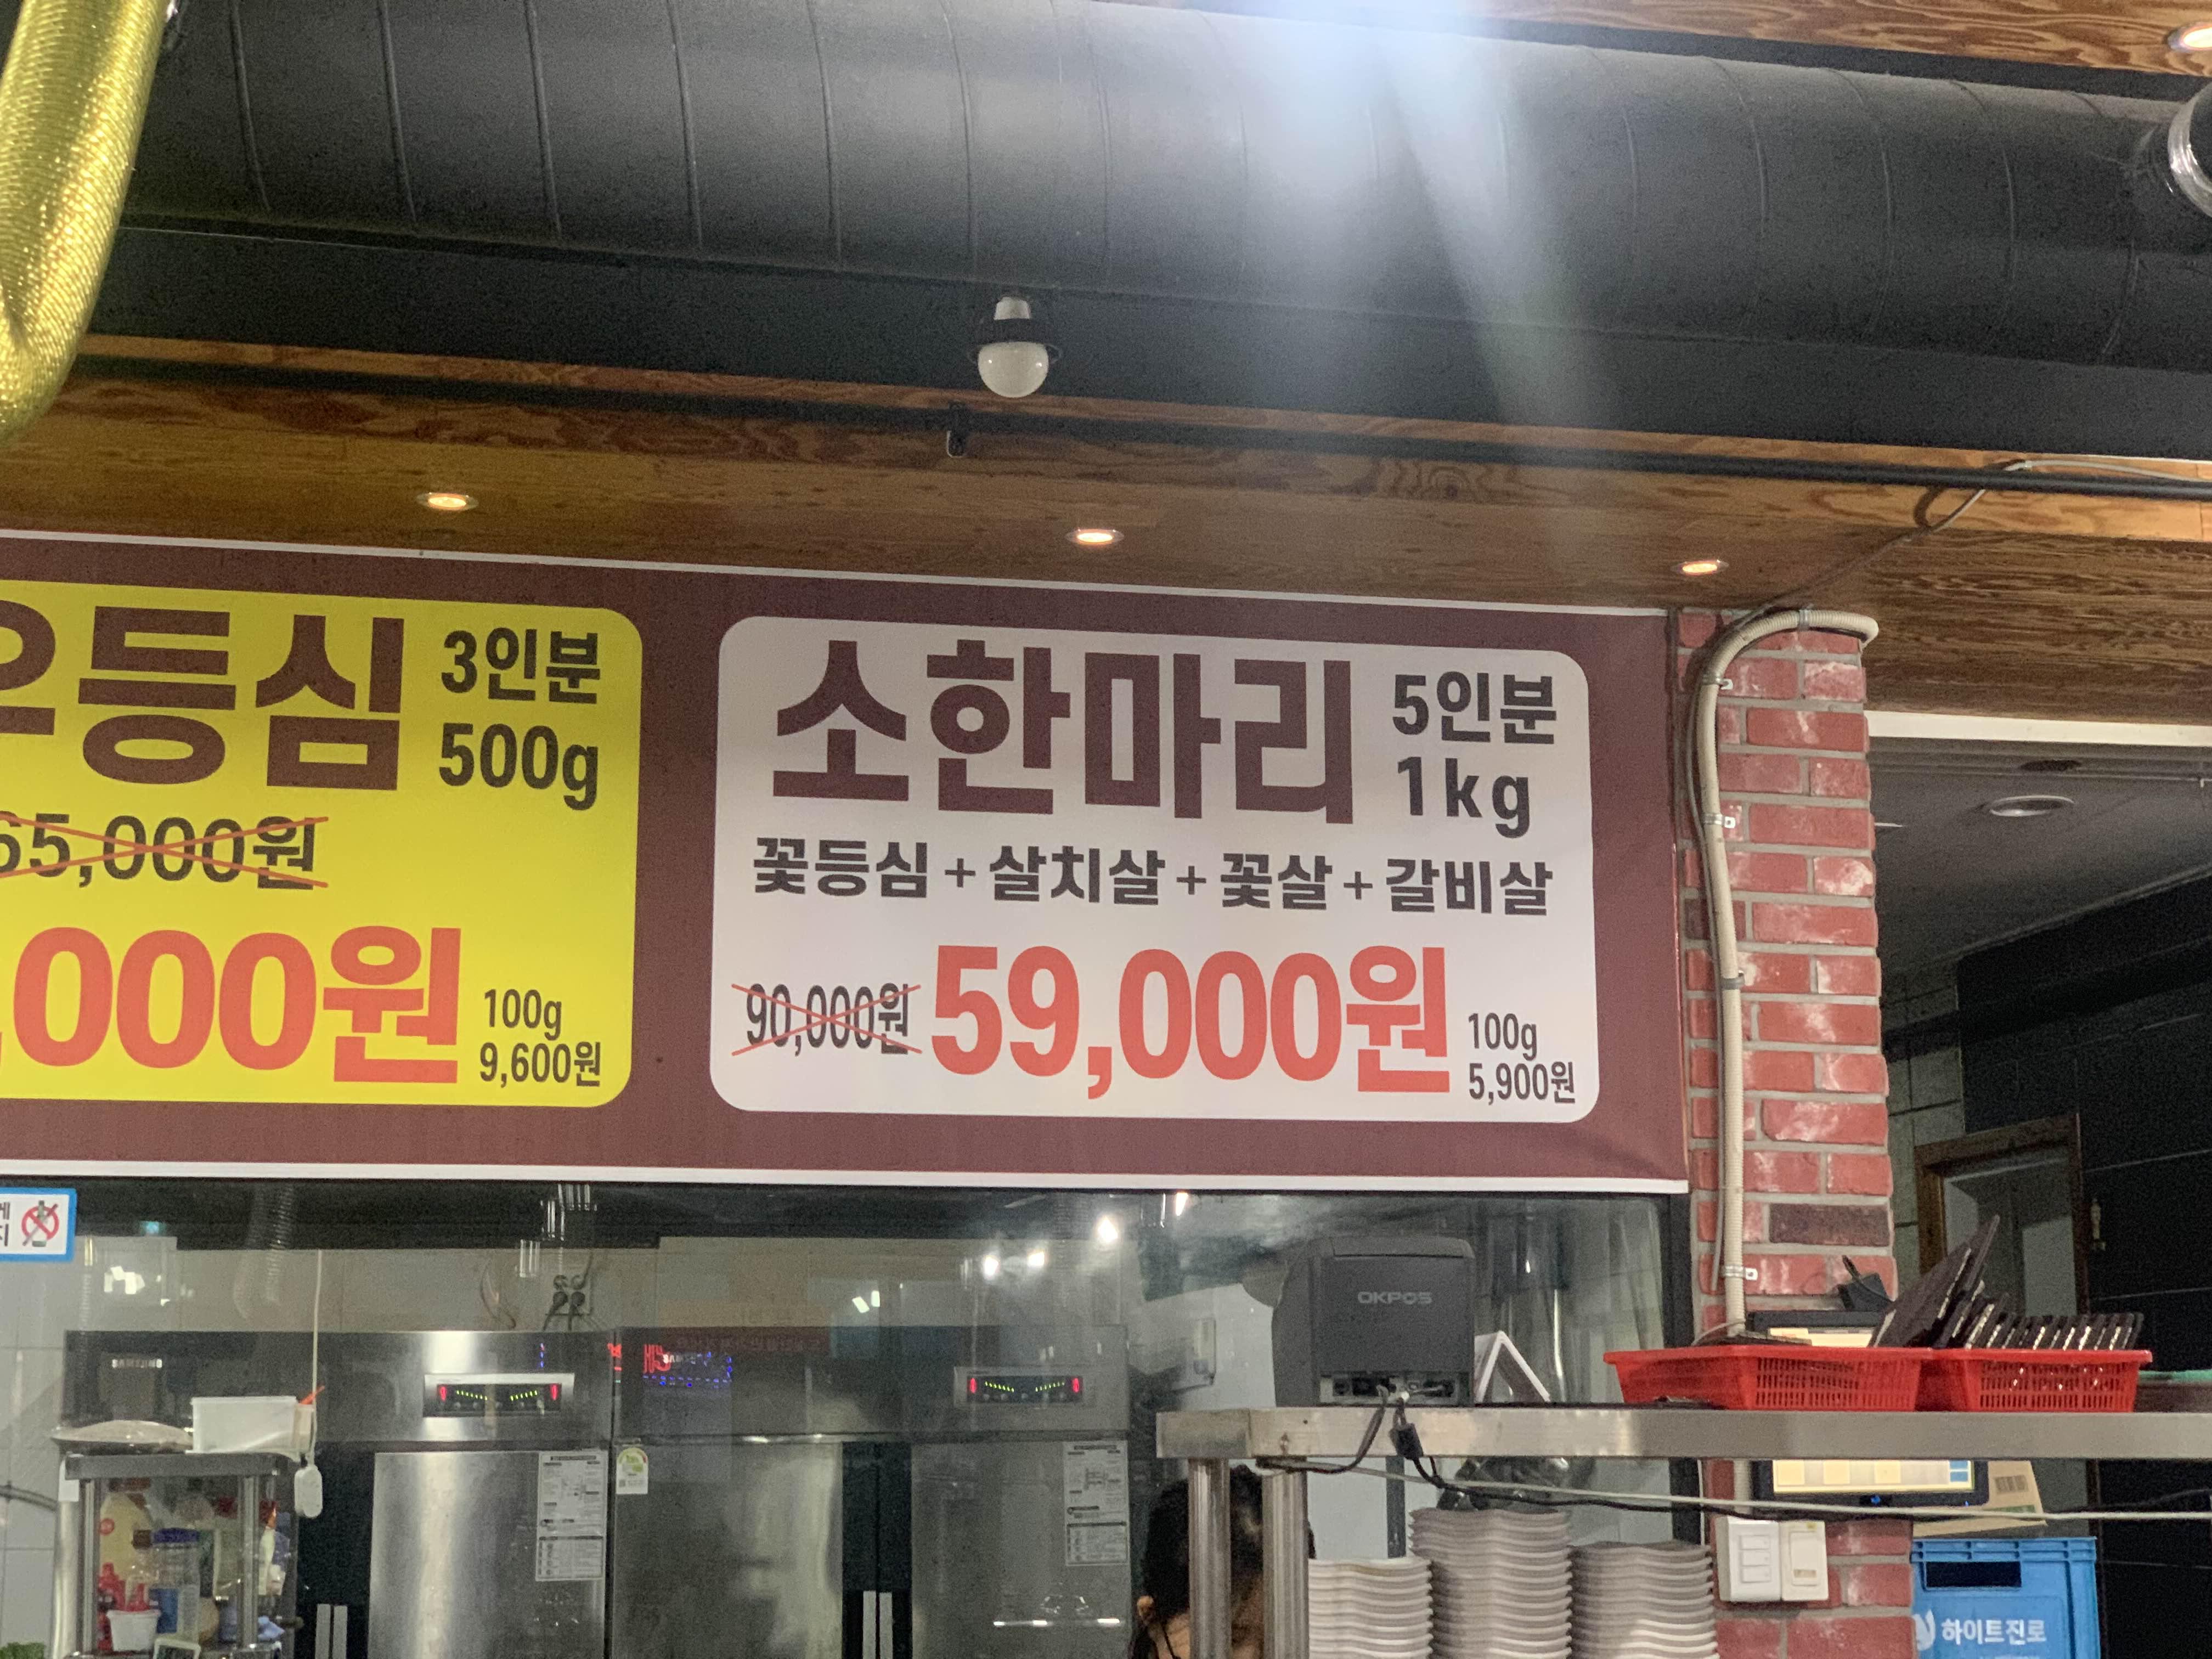 등심
3인분
500g
65,000원
,000원
100g
9,600원
소한마리
5인분
1kg
꽃등심+살치살+꽃살+갈비살
90,000원
59,000원
100g
5,900원
OKPOS
하이트진로